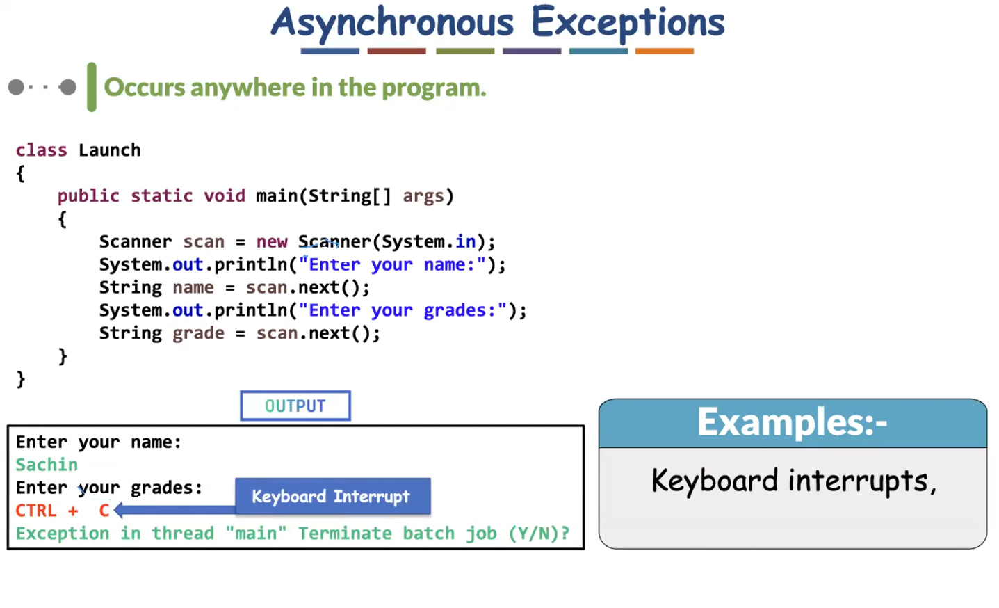 Asynchronous Exceptions
Occurs anywhere in the program.
class Launch
{
    public static void main(String[] args)
    {
        Scanner scan = new Scanner(System.in);
        System.out.println("Enter your name:");
        String name = scan.next();
        System.out.println("Enter your grades:");
        String grade = scan.next();
    }
}
OUTPUT
Enter your name:
Sachin
Enter your grades:
CTRL +  C
Keyboard Interrupt
Exception in thread "main" Terminate batch job (Y/N)?
Examples:-
Keyboard interrupts,